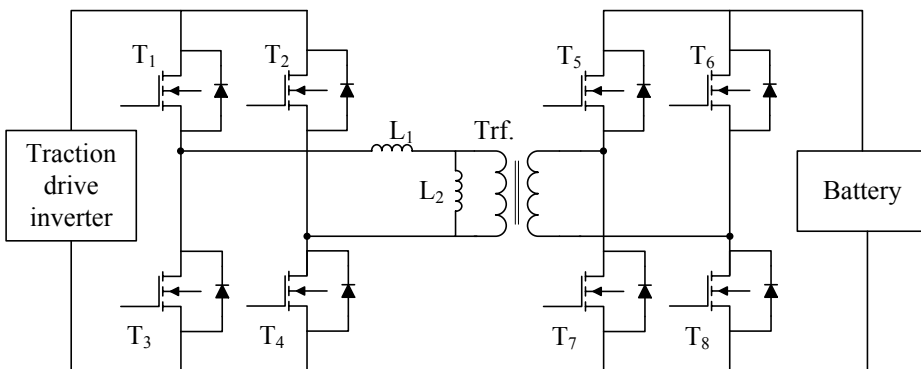 T1
T2
T5
T6
L1
Trf.
Traction
drive
inverter
L2
Battery
T3
T4
T7
T8